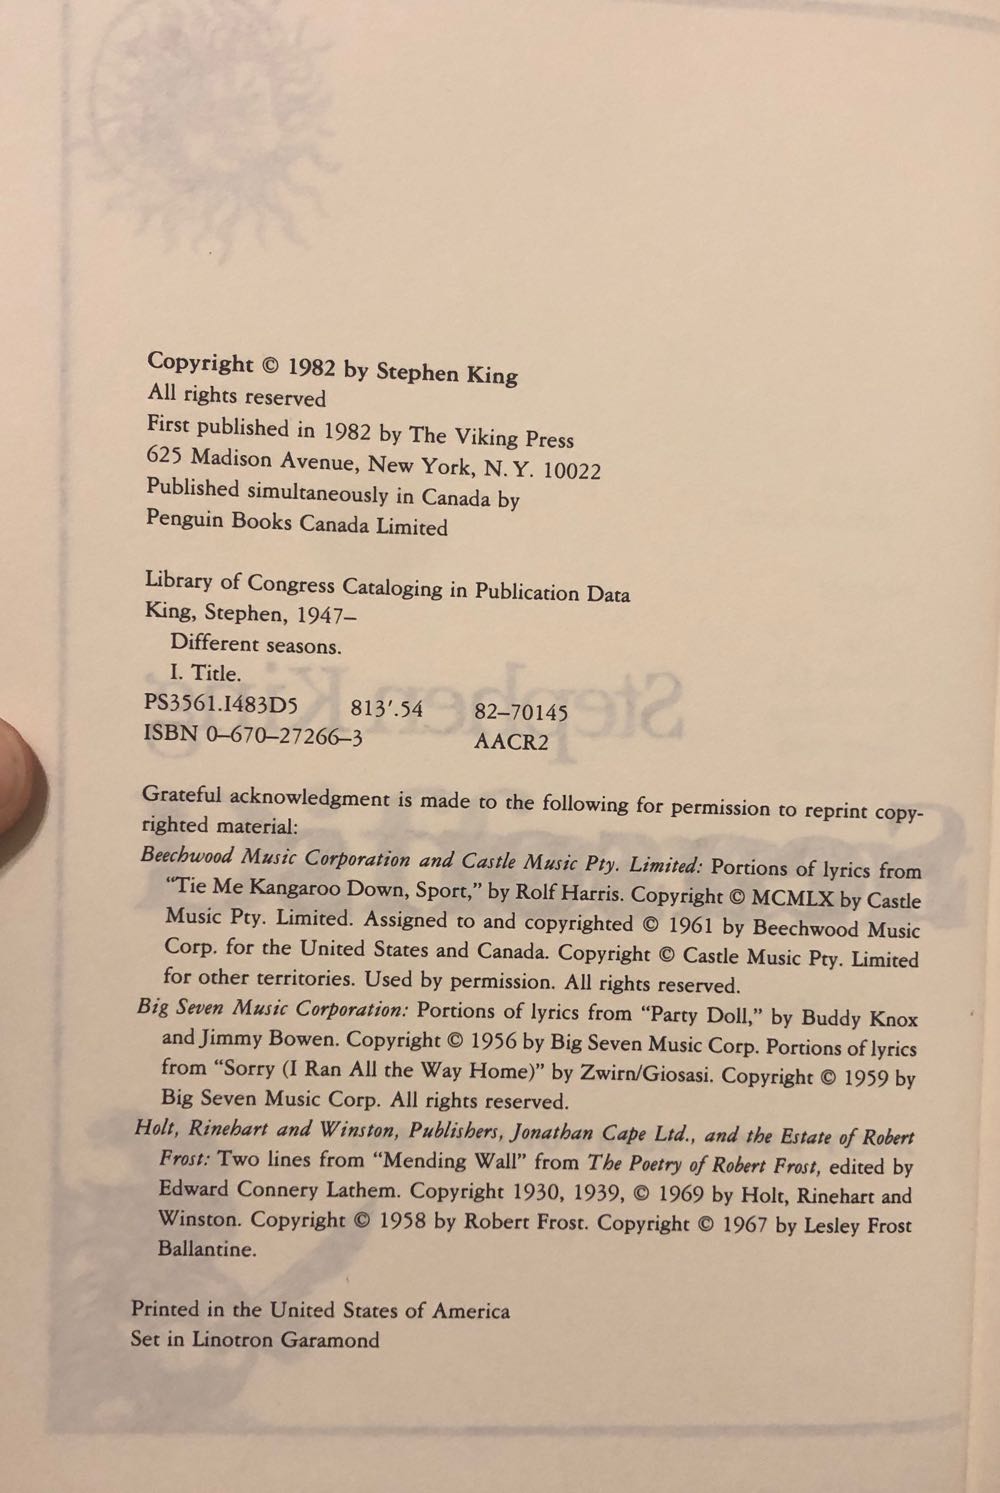 Copyright © 1982 by Stephen King
All rights reserved
First published in 1982 by The Viking Press
625 Madison Avenue, New York, N. Y. 10022
Published simultaneously in Canada by
Penguin Books Canada Limited
Library of Congress Cataloging in Publication Data
King, Stephen, 1947–
Different seasons.
I. Title.
PS3561.I483D5 813′.54 82–70145
ISBN 0–670–27266–3 AACR2
Grateful acknowledgment is made to the following for permission to reprint copy-
righted material:
Beechwood Music Corporation and Castle Music Pty. Limited: Portions of lyrics from
“Tie Me Kangaroo Down, Sport,” by Rolf Harris. Copyright © MCMLX by Castle
Music Pty. Limited. Assigned to and copyrighted © 1961 by Beechwood Music
Corp. for the United States and Canada. Copyright © Castle Music Pty. Limited
for other territories. Used by permission. All rights reserved.
Big Seven Music Corporation: Portions of lyrics from “Party Doll,” by Buddy Knox
and Jimmy Bowen. Copyright © 1956 by Big Seven Music Corp. Portions of lyrics
from “Sorry (I Ran All the Way Home)” by Zwirn/Giosasi. Copyright © 1959 by
Big Seven Music Corp. All rights reserved.
Holt, Rinehart and Winston, Publishers, Jonathan Cape Ltd., and the Estate of Robert
Frost: Two lines from “Mending Wall” from The Poetry of Robert Frost, edited by
Edward Connery Lathem. Copyright 1930, 1939, © 1969 by Holt, Rinehart and
Winston. Copyright © 1958 by Robert Frost. Copyright © 1967 by Lesley Frost
Ballantine.
Printed in the United States of America
Set in Linotron Garamond